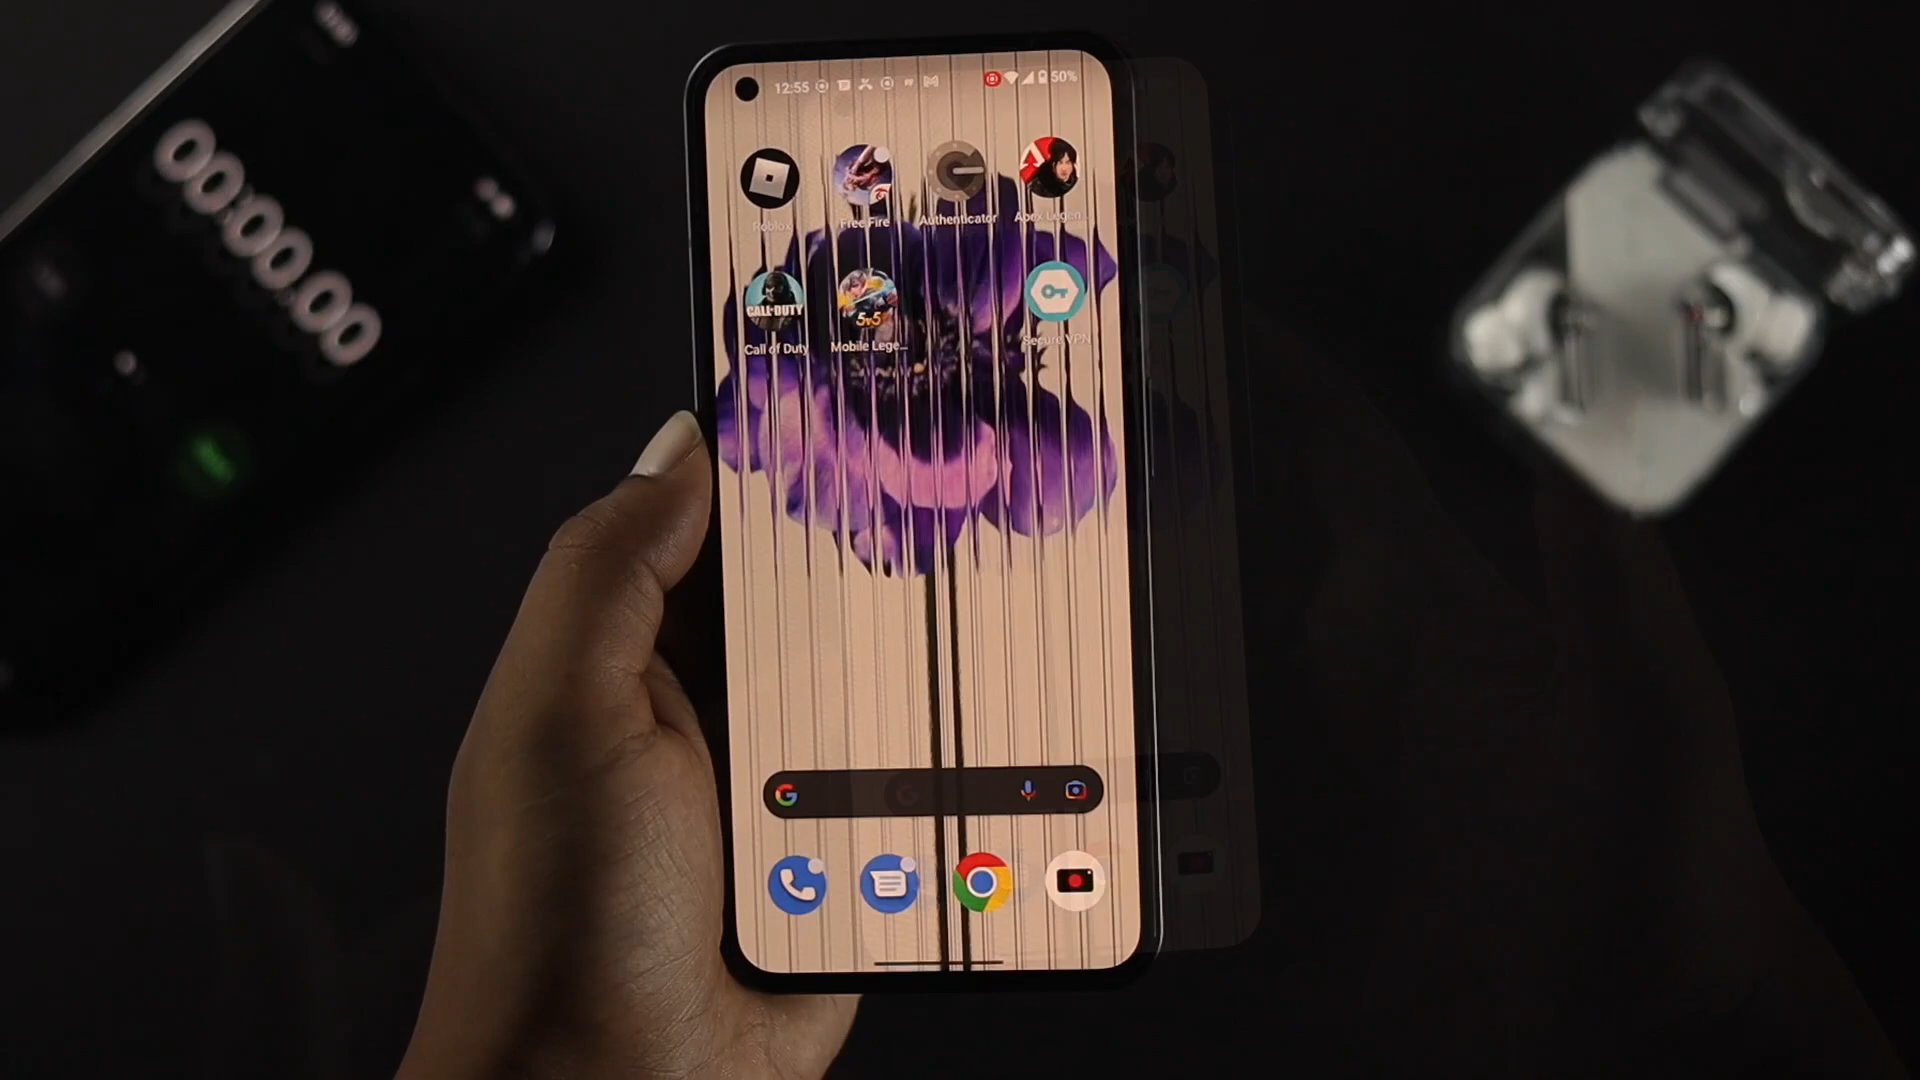 00:00.00
12:55
50%
Roblox
Free Fire
Authenticator
Apex Legen...
CALL·DUTY
5v5
Call of Duty
Mobile Lege...
Secure VPN
G